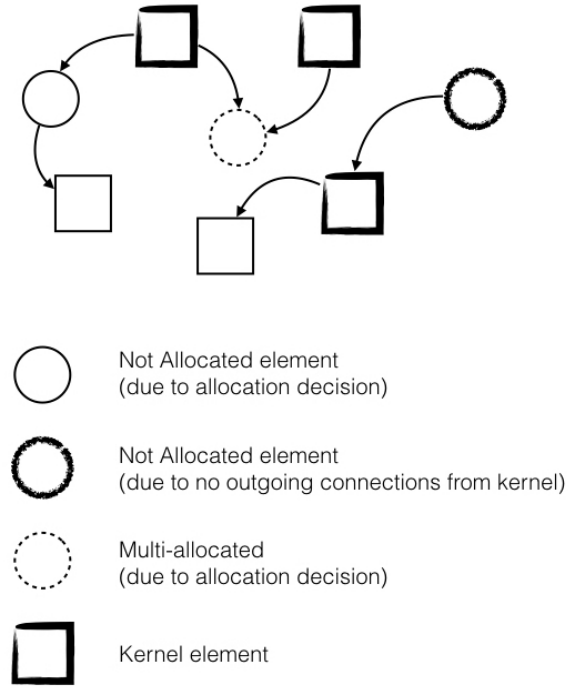 Not Allocated element
(due to allocation decision)
Not Allocated element
(due to no outgoing connections from kernel)
Multi-allocated
(due to allocation decision)
Kernel element